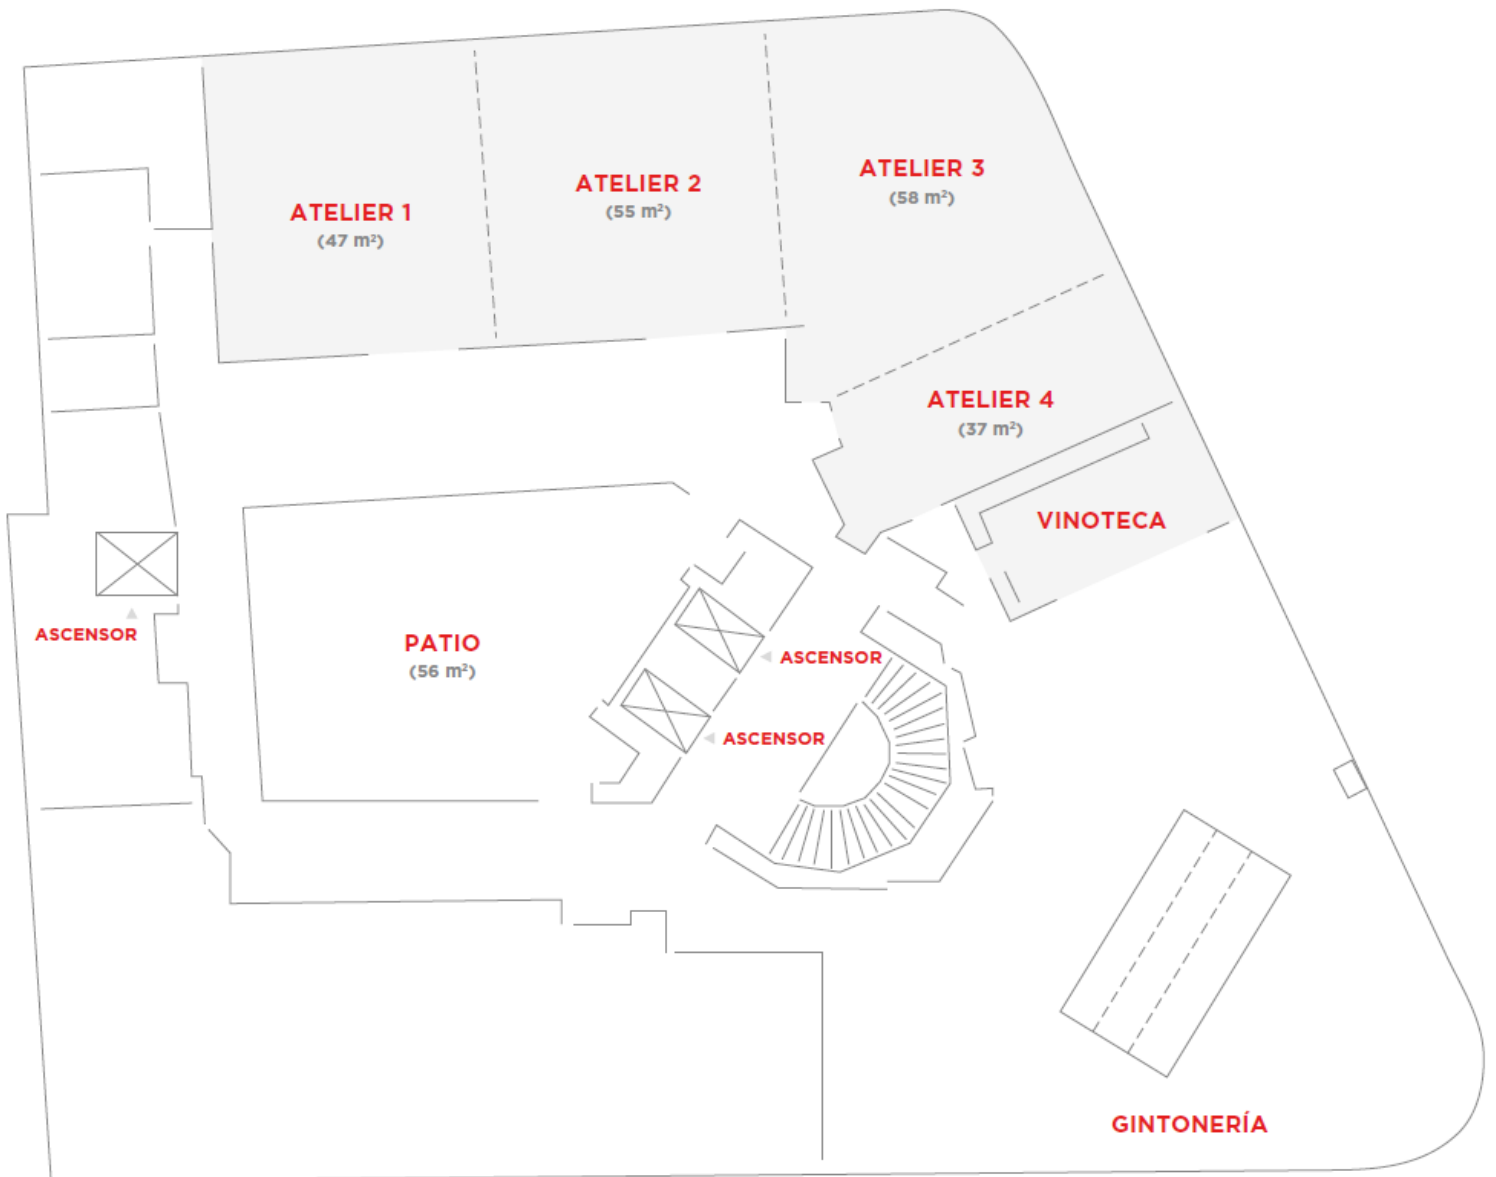 ATELIER 1
(47 m²)
ATELIER 2
(55 m²)
ATELIER 3
(58 m²)
ATELIER 4
(37 m²)
VINOTECA
ASCENSOR
PATIO
(56 m²)
ASCENSOR
ASCENSOR
GINTONERÍA